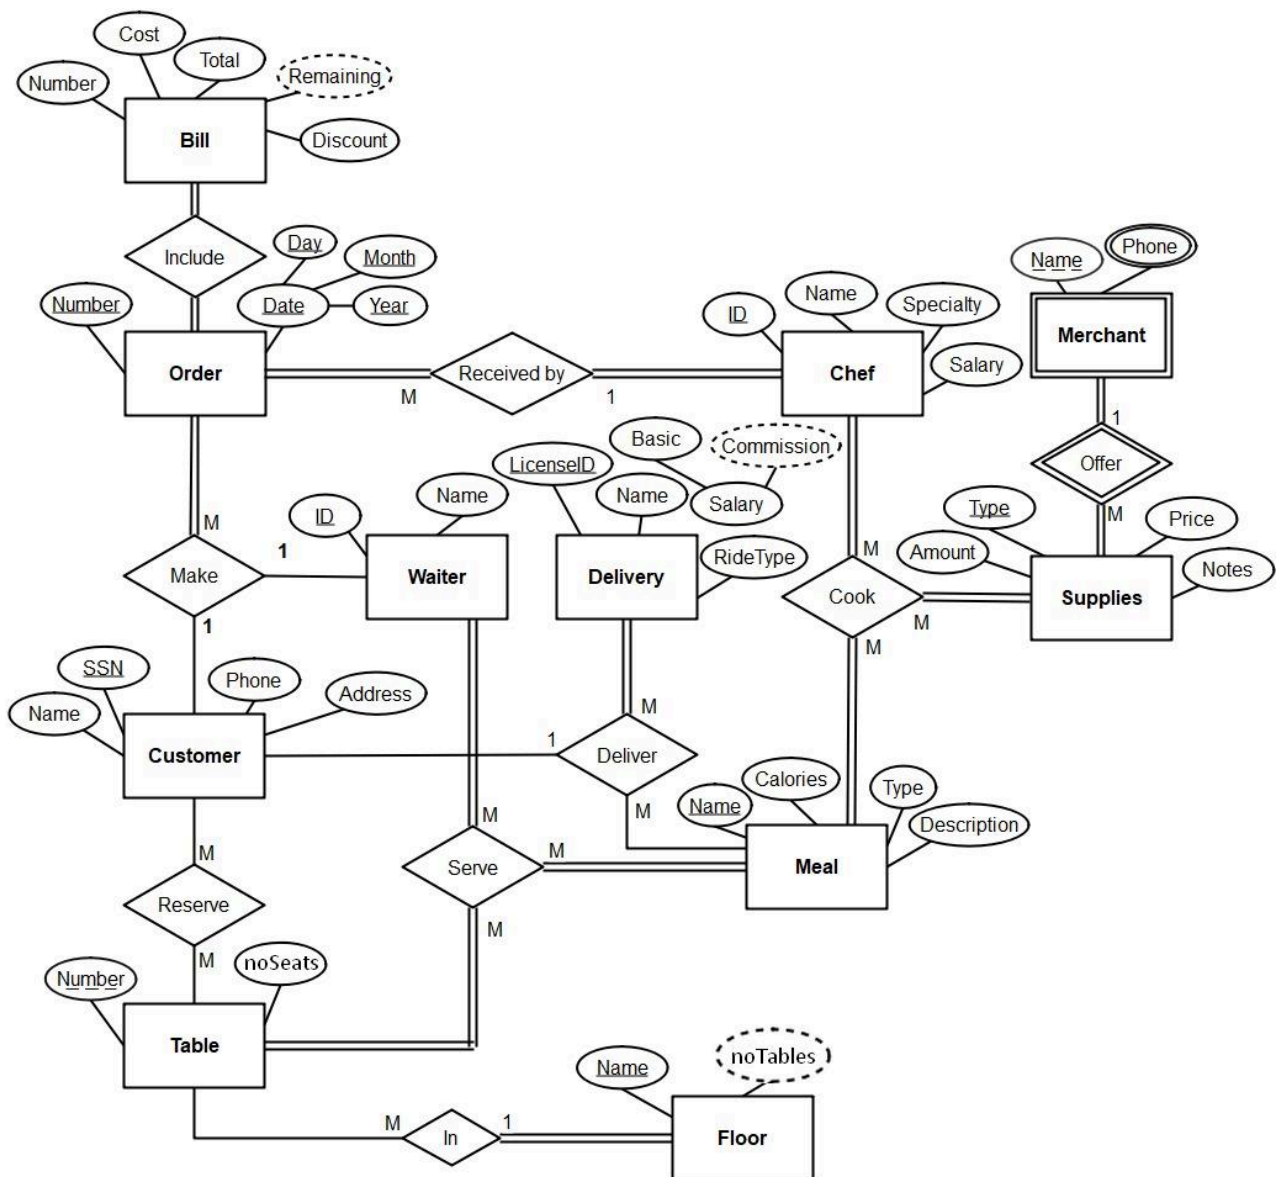 Cost
Total
Number
Remaining
Bill
Discount
Include
Day
Month
Number
Date
Year
Order
M
Received by
1
ID
Name
Specialty
Chef
Salary
Name
Phone
Merchant
1
Offer
M
Basic
Commission
LicenseID
Name
Salary
Delivery
RideType
Type
Price
Amount
Notes
Supplies
M
Make
1
1
ID
Name
Waiter
M
Cook
M
M
SSN
Name
Phone
Address
Customer
1
M
Deliver
M
Name
Calories
Type
Description
Meal
M
Serve
M
M
M
Reserve
M
Number
noSeats
Table
M
In
1
Name
noTables
Floor